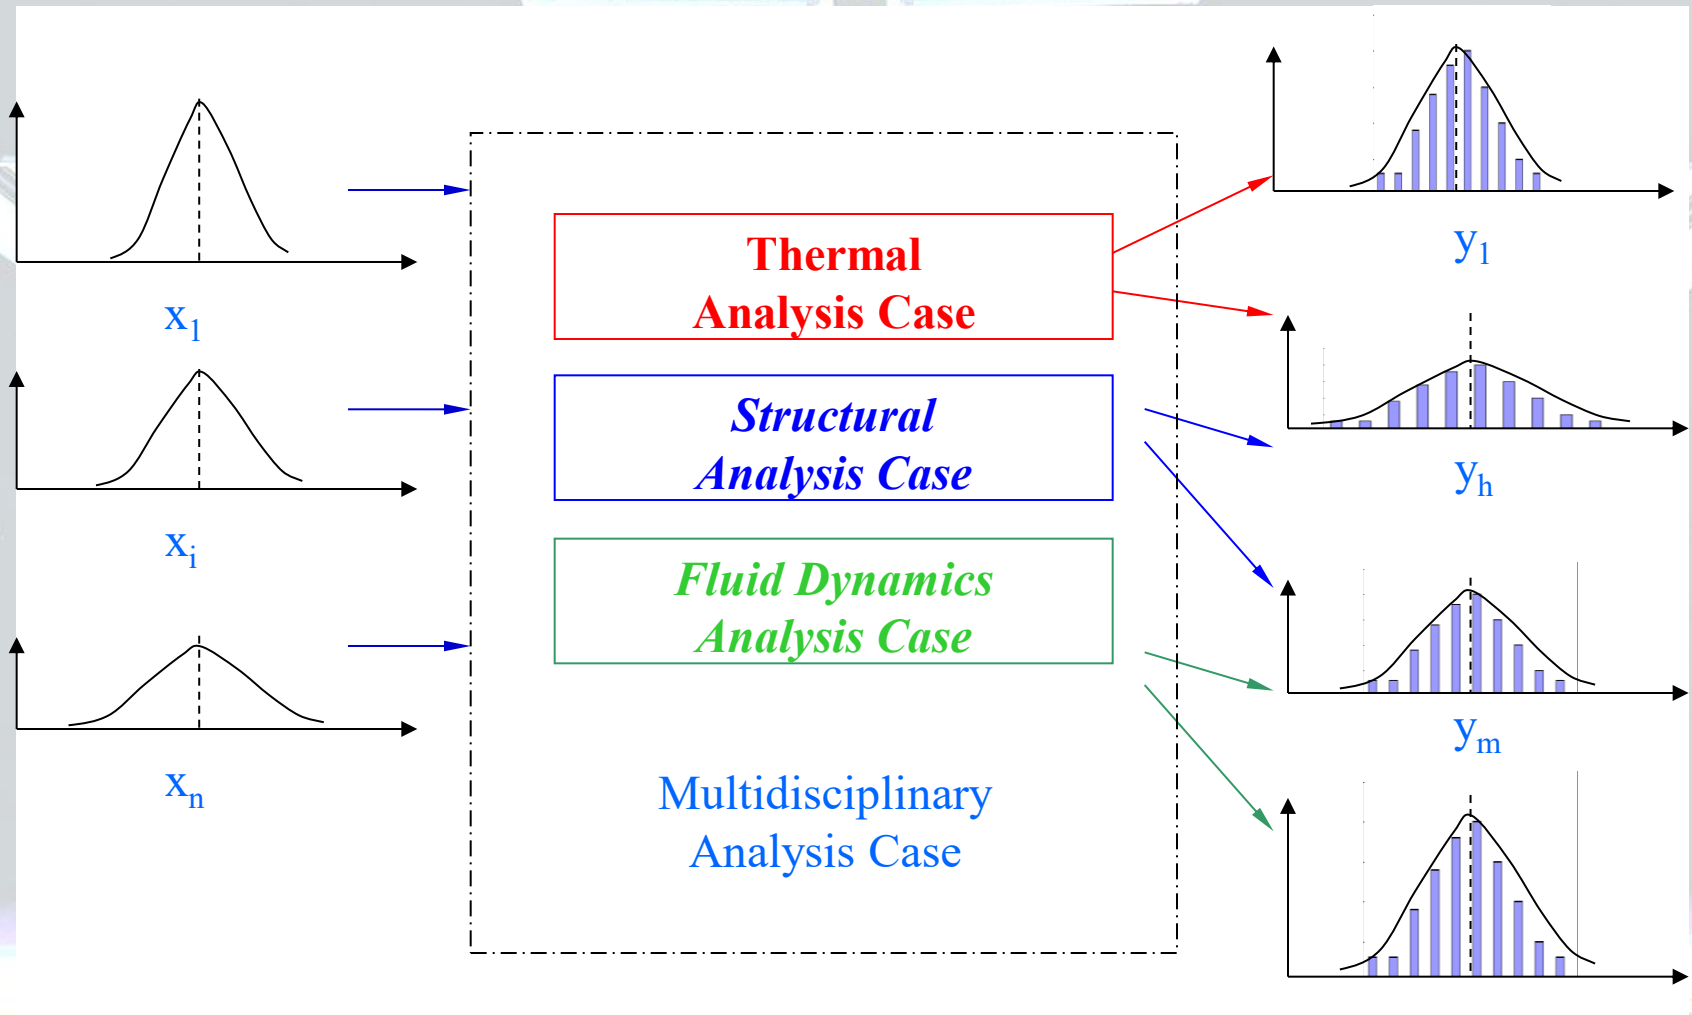 x1
xi
xn
Thermal
Analysis Case
Structural
Analysis Case
Fluid Dynamics
Analysis Case
Multidisciplinary
Analysis Case
y1
yh
ym